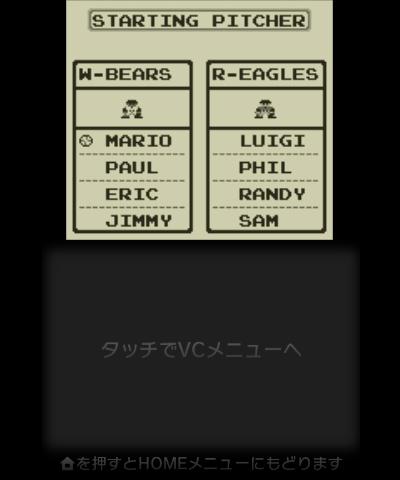 STARTING PITCHER
W-BEARS
R-EAGLES
MARIO
LUIGI
PAUL
PHIL
ERIC
RANDY
JIMMY
SAM
タッチでVCメニューへ
を押すとHOMEメニューにもどります